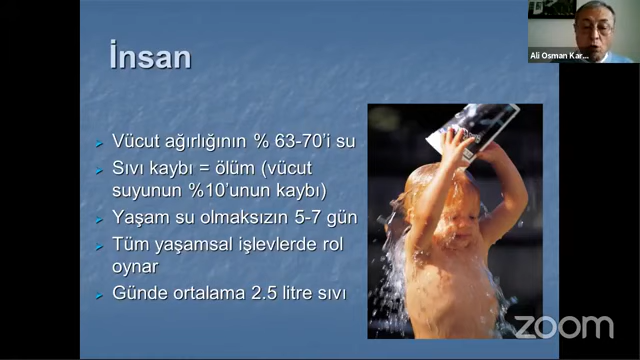 İnsan
Ali Osman Kar...
➤ Vücut ağırlığının % 63-70'i su
➤ Sıvı kaybı = ölüm (vücut
suyunun %10'unun kaybı)
➤ Yaşam su olmaksızın 5-7 gün
➤ Tüm yaşamsal işlevlerde rol
oynar
➤ Günde ortalama 2.5 litre sıvı
zoom